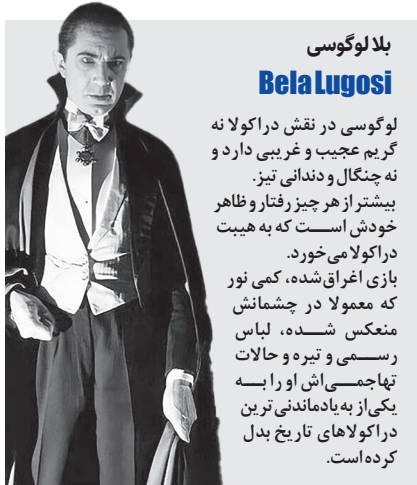 بلا لوگوسی
Bela Lugosi
لوگوسی در نقش دراکولا نه
گریم عجیب و غریبی دارد و
نه چنگال و دندانی تیز.
بیشتر از هر چیز رفتار و ظاهر
خودش است که به هیبت
دراکولا می‌خورد.
بازی اغراق‌شده، کمی نور
که معمولا در چشمانش
منعکس شده، لباس
رسمی و تیره و حالات
تهاجمی‌اش او را به
یکی از به‌یادماندنی‌ترین
دراکولاهای تاریخ بدل
کرده است.